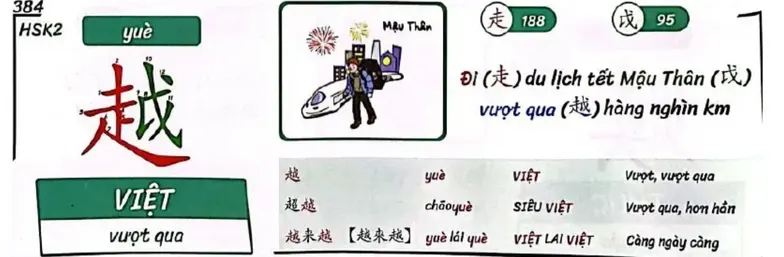 384
HSK2
yuè
越
VIỆT
vượt qua
Mậu Thân
走 188
戉 95
Đi (走) du lịch tết Mậu Thân (戉)
vượt qua (越) hàng nghìn km
越 yuè VIỆT Vượt, vượt qua
超越 chāoyuè SIÊU VIỆT Vượt qua, hơn hẳn
越来越 【越來越】 yuè lái yuè VIỆT LAI VIỆT Càng ngày càng